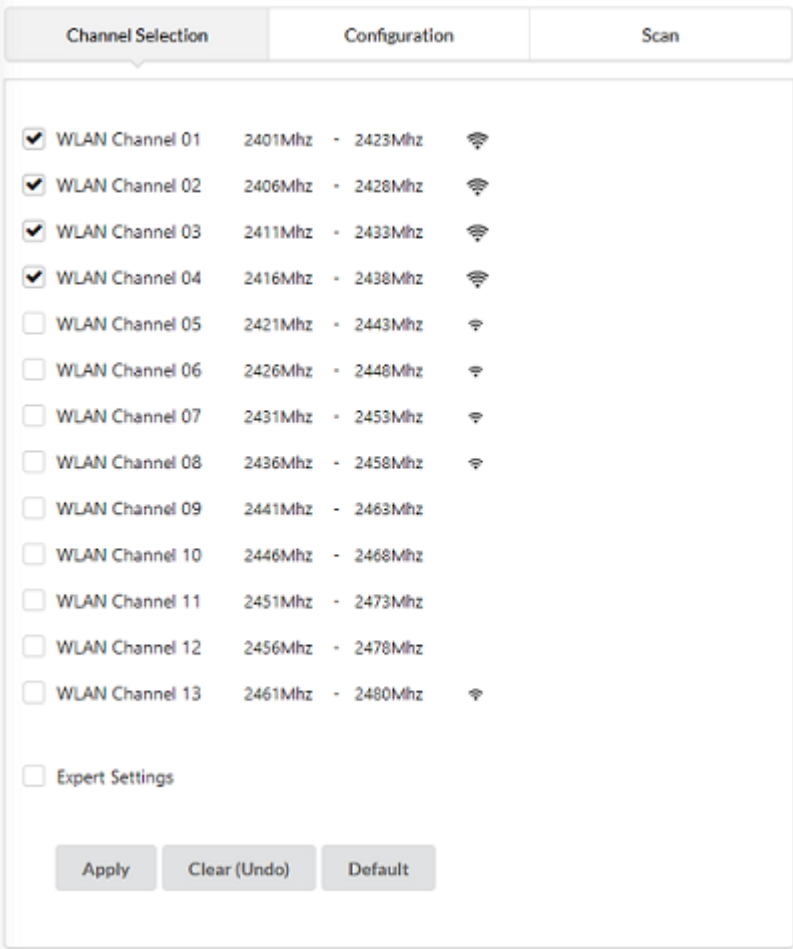 Channel Selection Configuration Scan
WLAN Channel 01 2401Mhz - 2423Mhz
WLAN Channel 02 2406Mhz - 2428Mhz
WLAN Channel 03 2411Mhz - 2433Mhz
WLAN Channel 04 2416Mhz - 2438Mhz
WLAN Channel 05 2421Mhz - 2443Mhz
WLAN Channel 06 2426Mhz - 2448Mhz
WLAN Channel 07 2431Mhz - 2453Mhz
WLAN Channel 08 2436Mhz - 2458Mhz
WLAN Channel 09 2441Mhz - 2463Mhz
WLAN Channel 10 2446Mhz - 2468Mhz
WLAN Channel 11 2451Mhz - 2473Mhz
WLAN Channel 12 2456Mhz - 2478Mhz
WLAN Channel 13 2461Mhz - 2480Mhz
Expert Settings
Apply Clear (Undo) Default